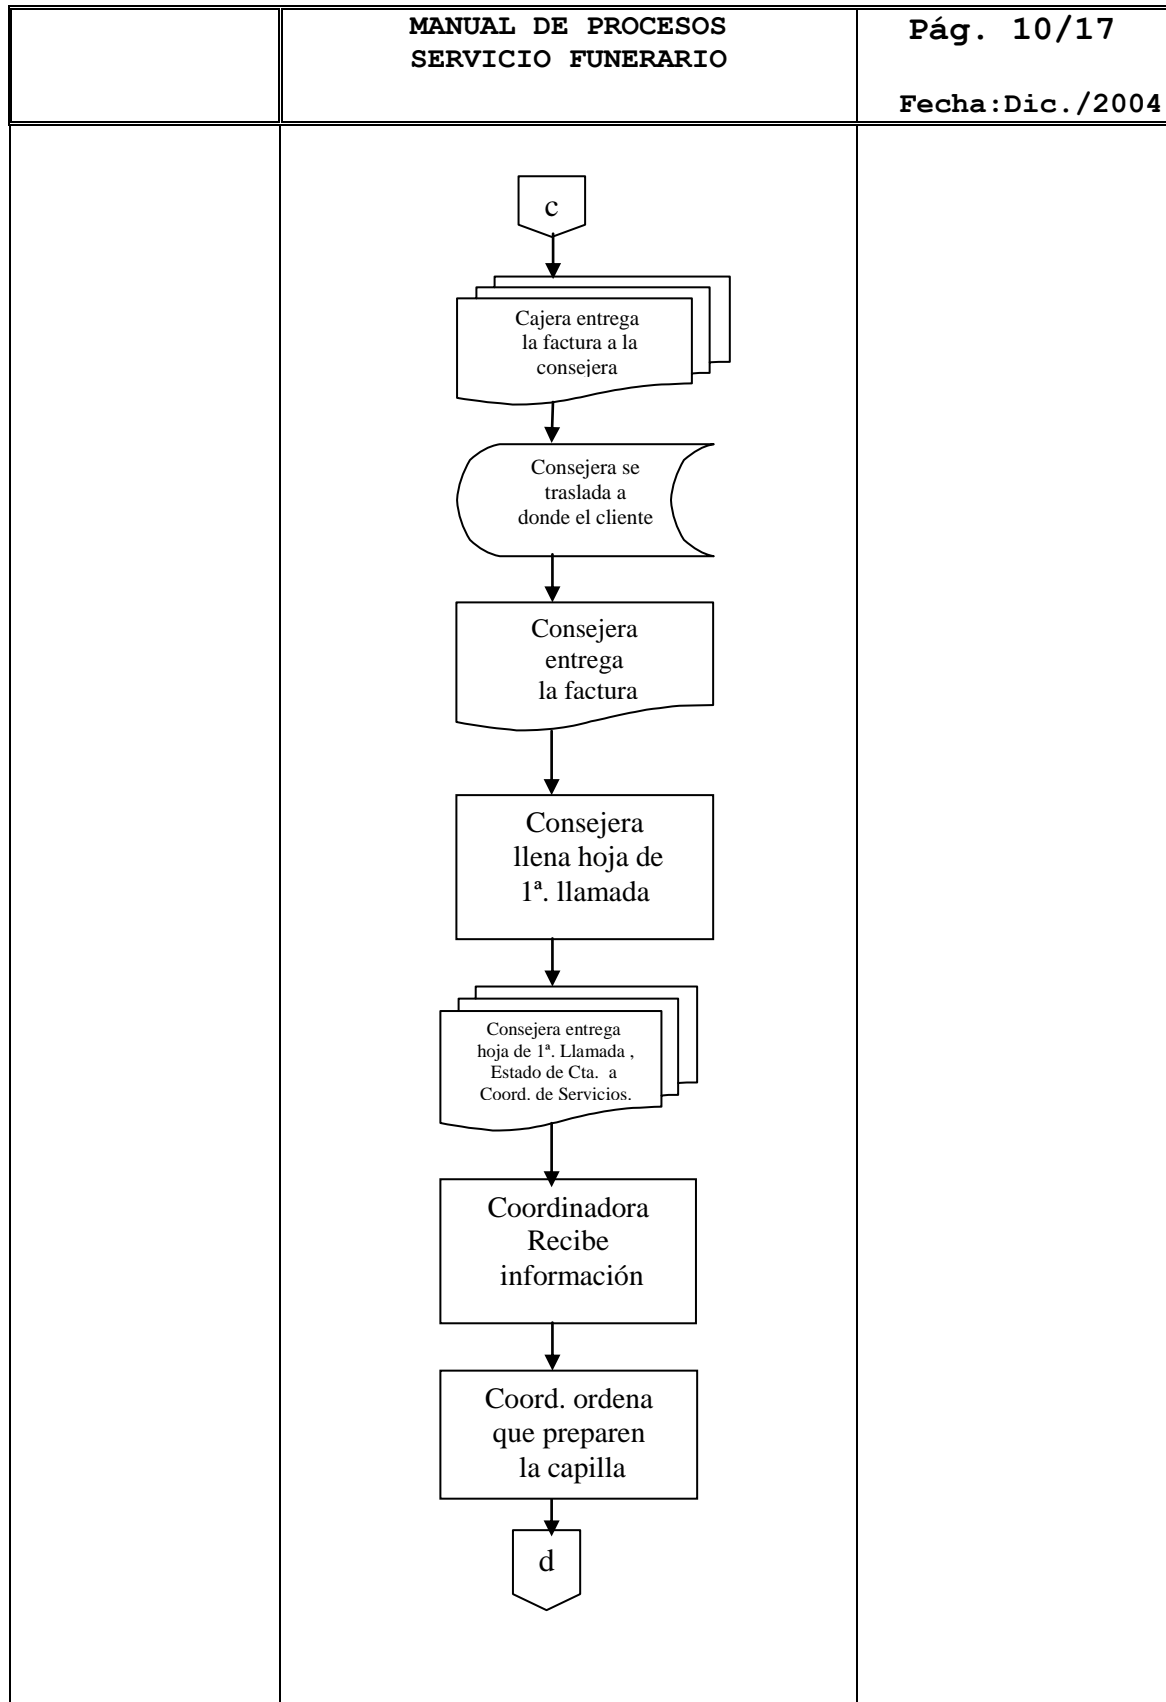 MANUAL DE PROCESOS
SERVICIO FUNERARIO
Pág. 10/17
Fecha:Dic./2004
c
Cajera entrega
la factura a la
consejera
Consejera se
traslada a
donde el cliente
Consejera
entrega
la factura
Consejera
llena hoja de
1ª. llamada
Consejera entrega
hoja de 1ª. Llamada ,
Estado de Cta. a
Coord. de Servicios.
Coordinadora
Recibe
información
Coord. ordena
que preparen
la capilla
d